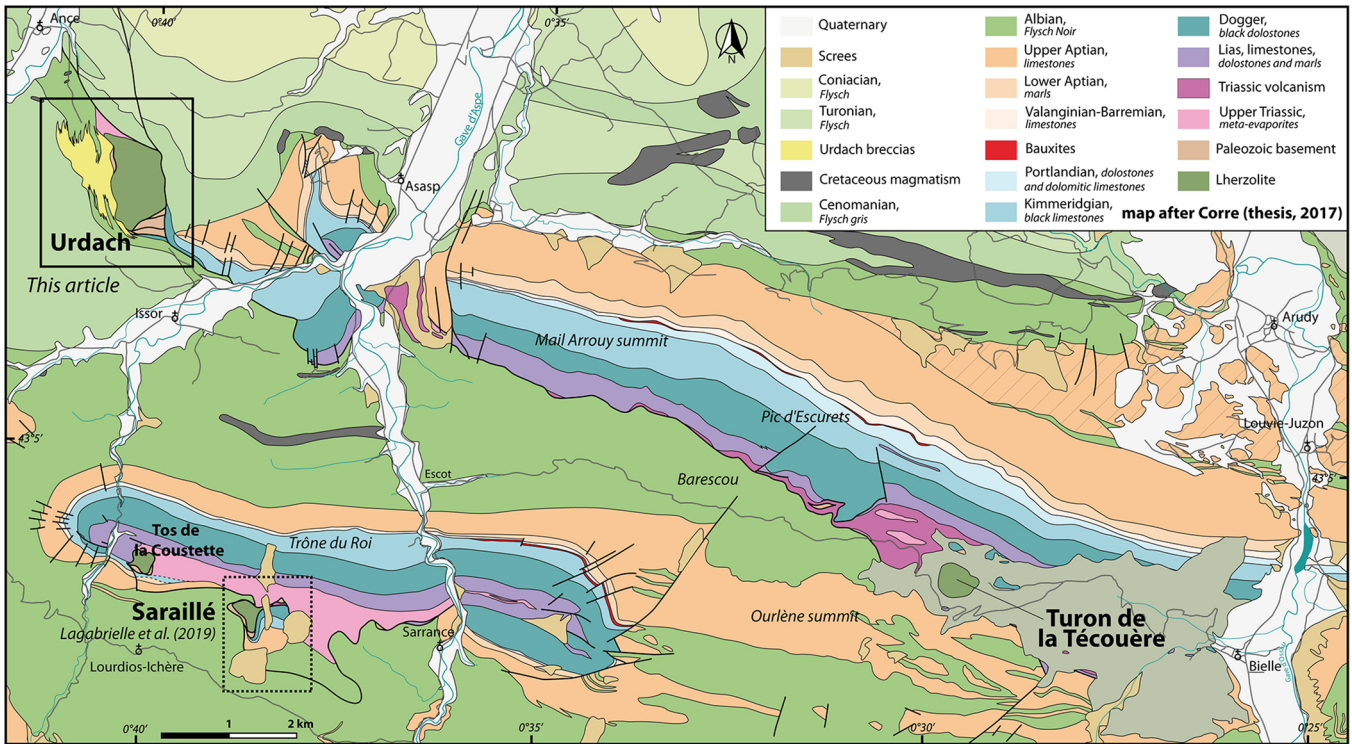 Ance
0°40'
0°35'
N
Quaternary
Screes
Coniacian,
Flysch
Turonian,
Flysch
Urdach breccias
Cretaceous magmatism
Cenomanian,
Flysch gris
Albian,
Flysch Noir
Upper Aptian,
limestones
Lower Aptian,
marls
Valanginian-Barremian,
limestones
Bauxites
Portlandian, dolostones
and dolomitic limestones
Kimmeridgian,
black limestones
Dogger,
black dolostones
Lias, limestones,
dolostones and marls
Triassic volcanism
Upper Triassic,
meta-evaporites
Paleozoic basement
Lherzolite
map after Corre (thesis, 2017)
Gave d'Aspe
Asasp
Urdach
This article
Issor
Arudy
Mail Arrouy summit
Pic d'Escurets
Louvie-Juzon
43°5'
43°5'
Escot
Barescou
Tos de
la Coustette
Trône du Roi
Saraillé
Lagabrielle et al. (2019)
Lourdios-Ichère
Sarrance
Ourlène summit
Turon de
la Técouère
Bielle
0°40'
1
2 km
0°35'
0°30'
0°25'